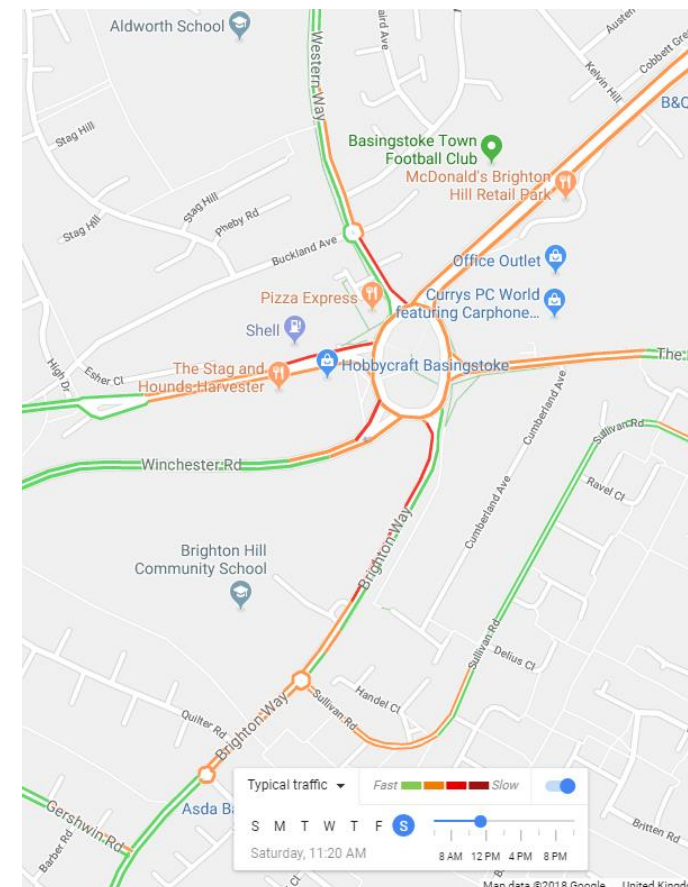 Aldworth School
Western Way
aird Ave
Austen
Cobbett Gre
Kelvin Hill
B&Q
Stag Hill
Basingstoke Town
Football Club
McDonald's Brighton
Hill Retail Park
Stag Hill
Pheby Rd
Stag Hill
Buckland Ave
Office Outlet
Pizza Express
Currys PC World
featuring Carphone...
Shell
High Dr
Esher Cl
The Stag and
Hounds Harvester
Hobbycraft Basingstoke
The
Cumberland Ave
Sullivan Rd
Winchester Rd
Ravel Cl
Cumberland Ave
Brighton Way
Brighton Hill
Community School
Sullivan Rd
Delius Cl
Handel Cl
Sullivan Rd
Quilter Rd
Brighton Way
Asda Ba
Gershwin Rd
Barber Rd
Britten Rd
Typical traffic
Fast
Slow
S M T W T F S
Saturday, 11:20 AM
8 AM 12 PM 4 PM 8 PM
Map data ©2018 Google United Kingdo